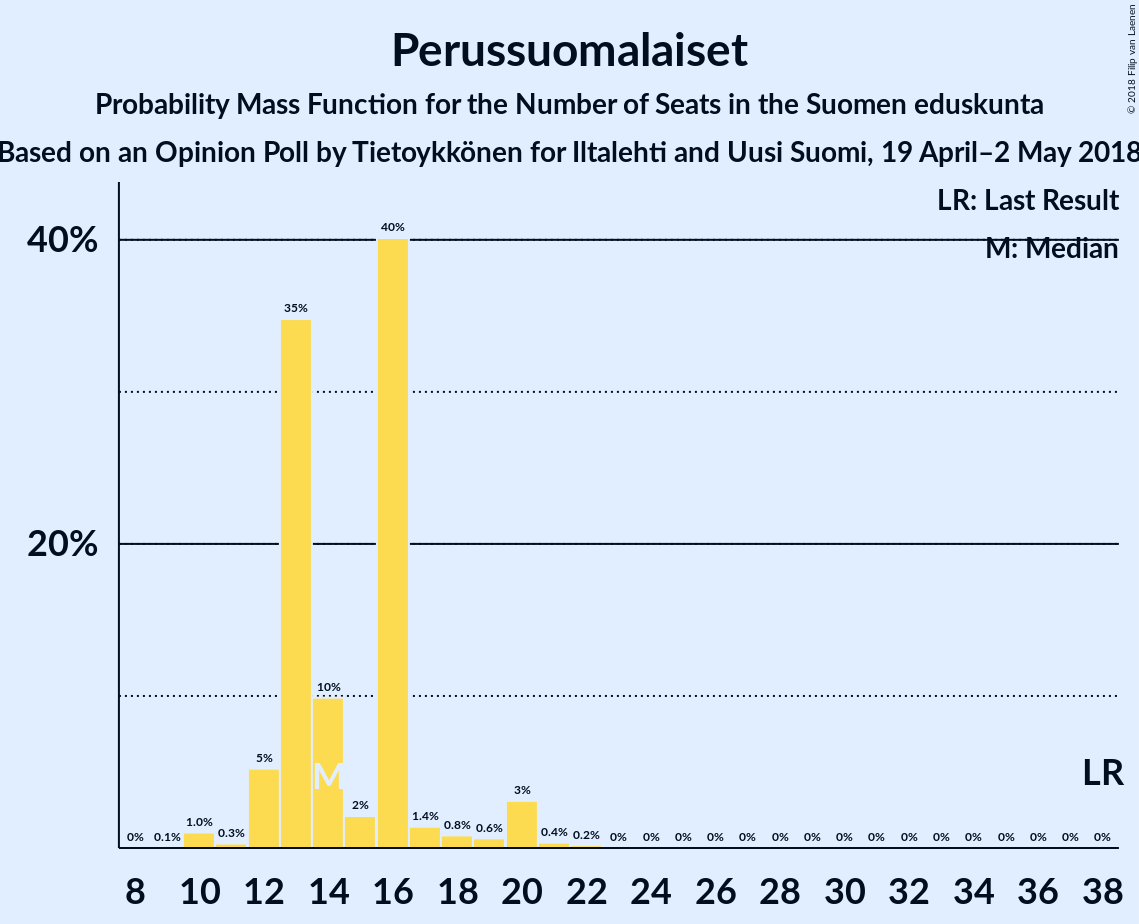 © 2018 Filip van Laenen
Perussuomalaiset
Probability Mass Function for the Number of Seats in the Suomen eduskunta
Based on an Opinion Poll by Tietoykkönen for Iltalehti and Uusi Suomi, 19 April–2 May 2018
LR: Last Result
M: Median
40%
20%
0% 0.1% 1.0% 0.3% 5% 35% 10% 2% 40% 1.4% 0.8% 0.6% 3% 0.4% 0.2% 0% 0% 0% 0% 0% 0% 0% 0% 0% 0% 0% 0% 0% 0% 0% 0%
M
LR
8 10 12 14 16 18 20 22 24 26 28 30 32 34 36 38